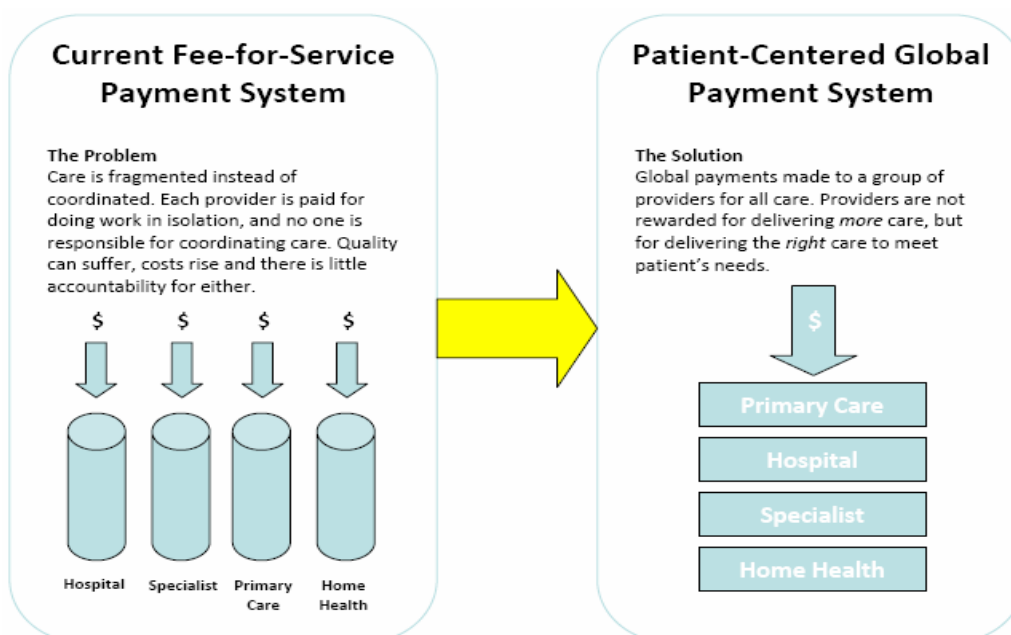 Current Fee-for-Service
Payment System
The Problem
Care is fragmented instead of
coordinated. Each provider is paid for
doing work in isolation, and no one is
responsible for coordinating care. Quality
can suffer, costs rise and there is little
accountability for either.
$ $ $ $
Hospital Specialist Primary Care Home Health
Patient-Centered Global
Payment System
The Solution
Global payments made to a group of
providers for all care. Providers are not
rewarded for delivering more care, but
for delivering the right care to meet
patient’s needs.
$
Primary Care
Hospital
Specialist
Home Health